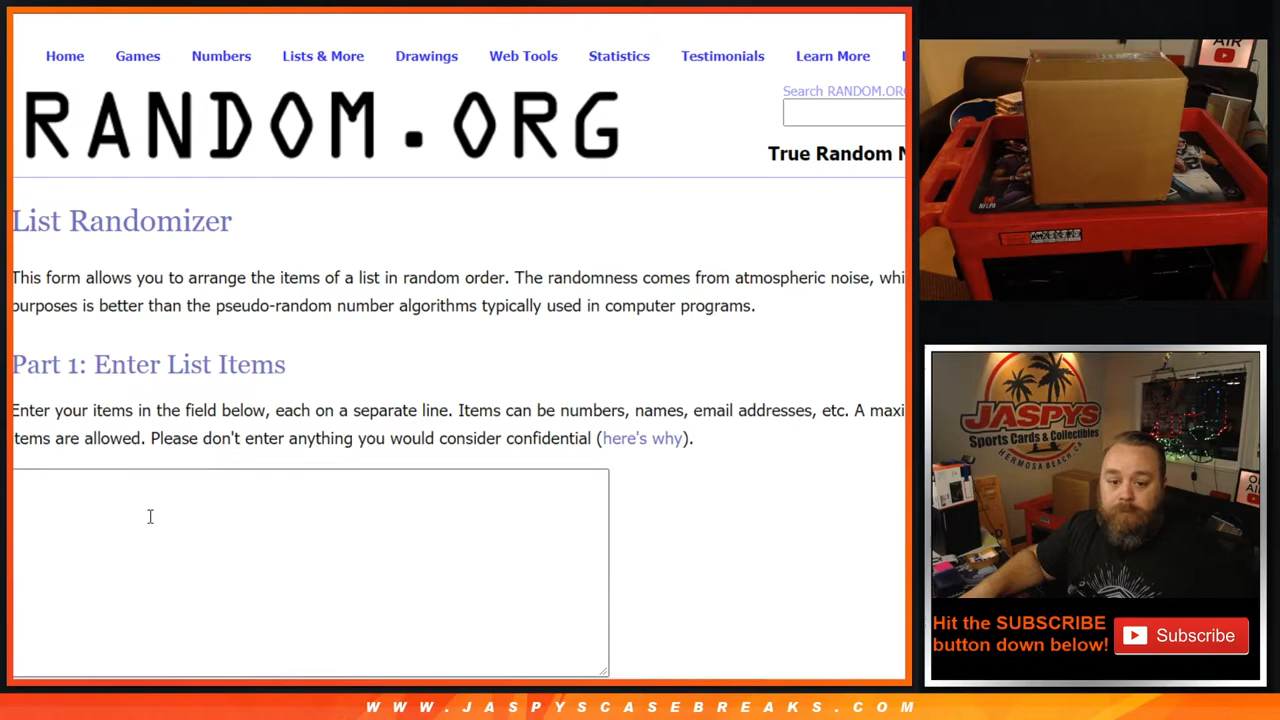 Home Games Numbers Lists & More Drawings Web Tools Statistics Testimonials Learn More
RANDOM.ORG
Search RANDOM.ORG
True Random N
List Randomizer
This form allows you to arrange the items of a list in random order. The randomness comes from atmospheric noise, whi
purposes is better than the pseudo-random number algorithms typically used in computer programs.
Part 1: Enter List Items
Enter your items in the field below, each on a separate line. Items can be numbers, names, email addresses, etc. A maxi
items are allowed. Please don't enter anything you would consider confidential (here's why).
AIR
NFLPA
JASPYS
Sports Cards & Collectibles
HERMOSA BEACH, CA
Hit the SUBSCRIBE
button down below!
Subscribe
WWW.JASPYSCASEBREAKS.COM